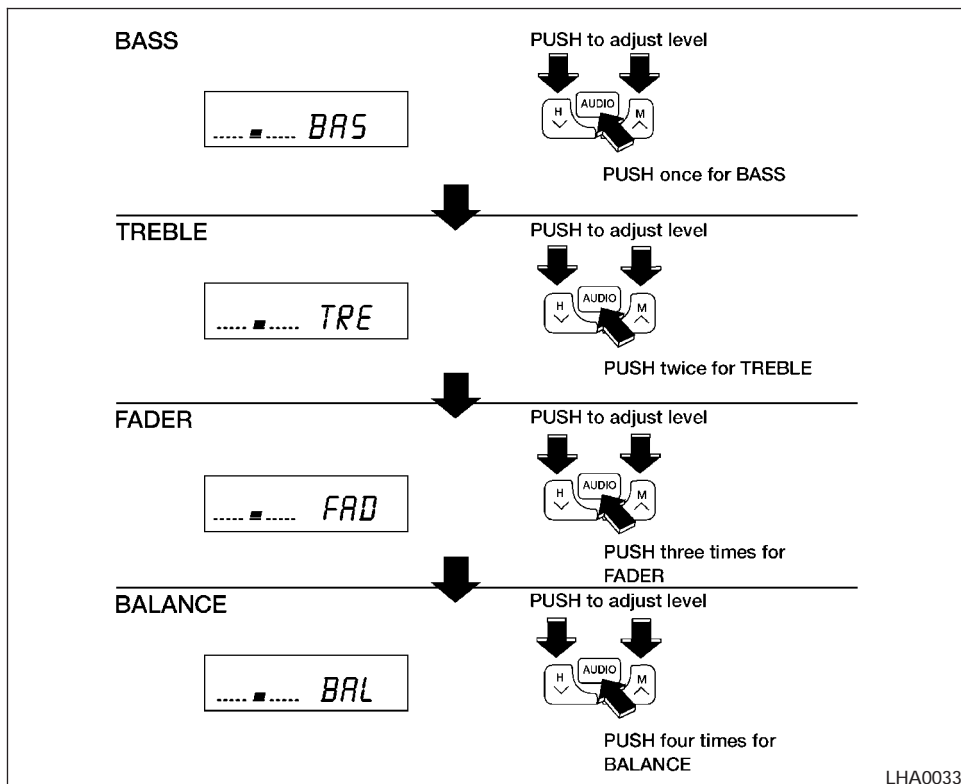 BASS
PUSH to adjust level
BAS
H AUDIO M
PUSH once for BASS
TREBLE
PUSH to adjust level
TRE
H AUDIO M
PUSH twice for TREBLE
FADER
PUSH to adjust level
FAD
H AUDIO M
PUSH three times for
FADER
BALANCE
PUSH to adjust level
BAL
H AUDIO M
PUSH four times for
BALANCE
LHA0033